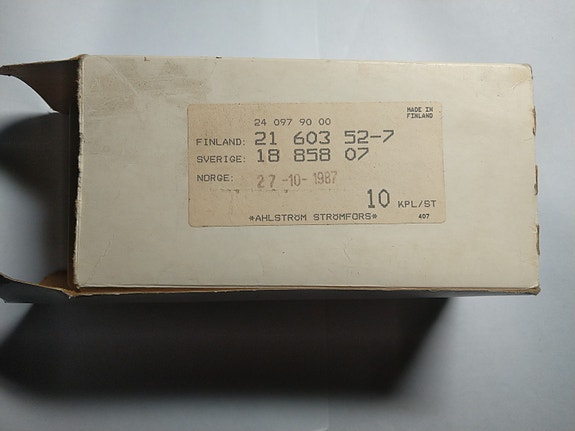 MADE IN
FINLAND
24 097 90 00
FINLAND: 21 603 52-7
SVERIGE: 18 858 07
NORGE: 27-10-1987
10 KPL/ST
*AHLSTRÖM STRÖMFORS* 407